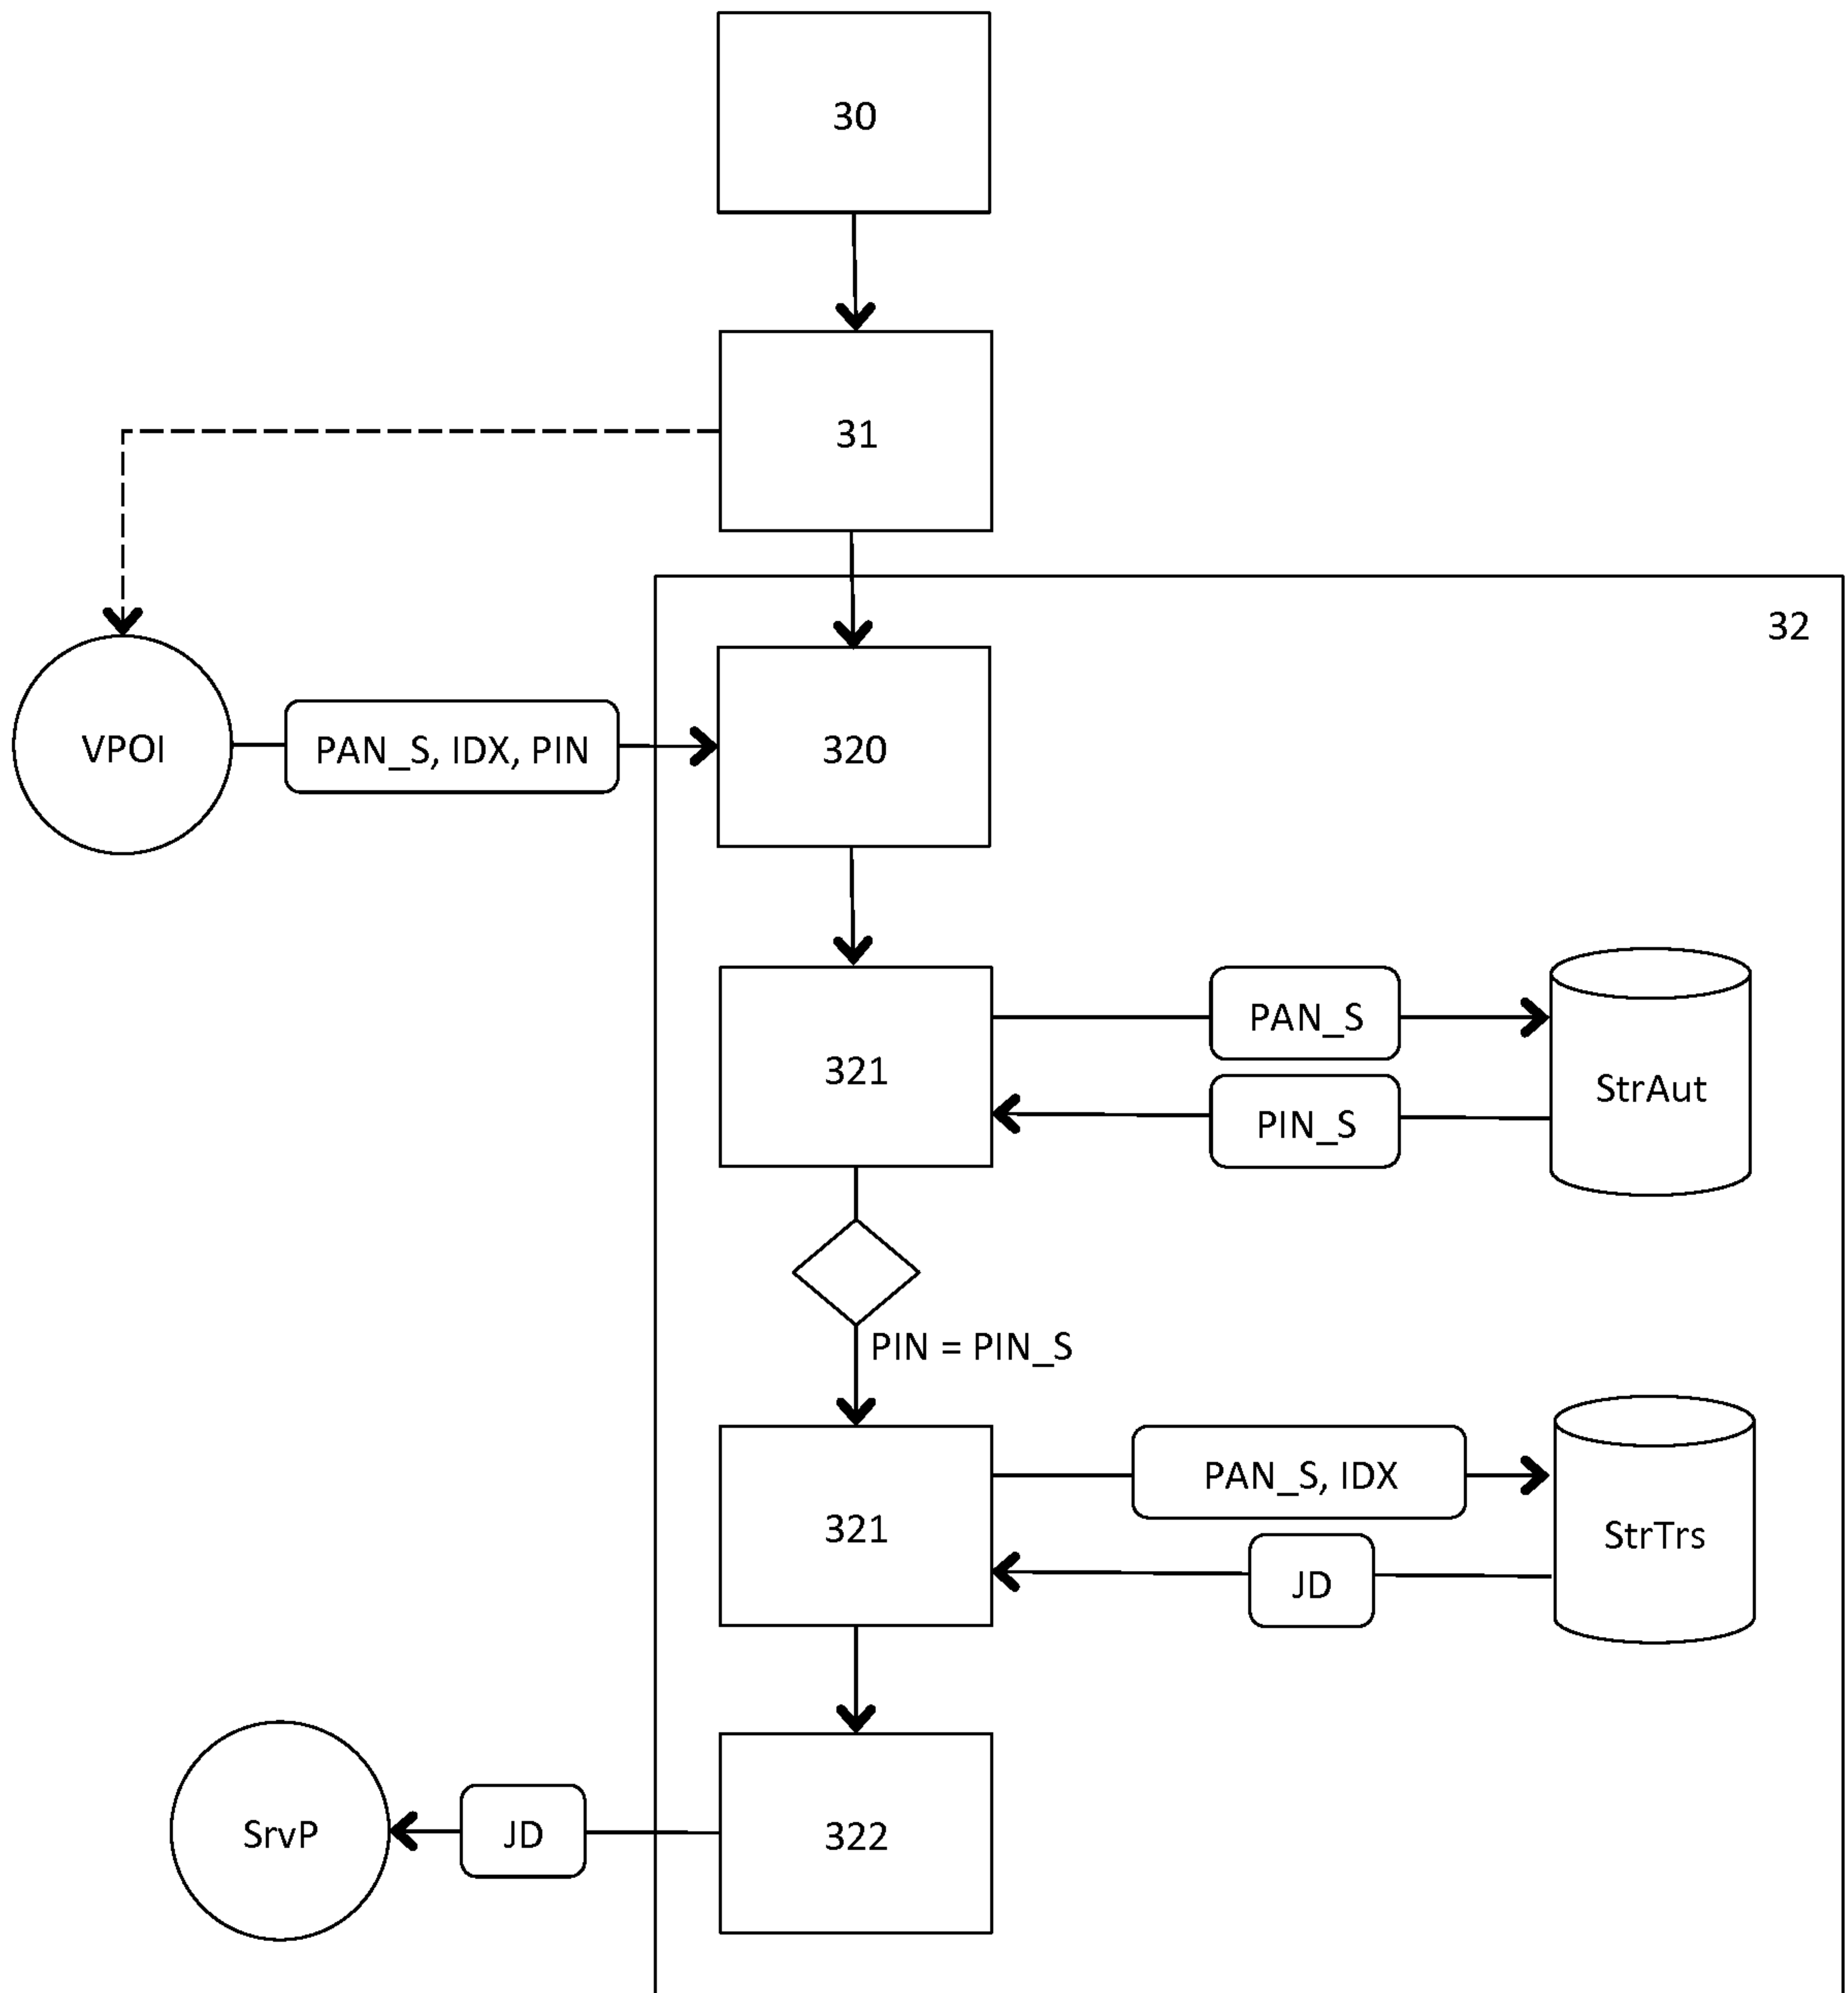 30
31
32
VPOI
PAN_S, IDX, PIN
320
321
PAN_S
PIN_S
StrAut
PIN = PIN_S
321
PAN_S, IDX
JD
StrTrs
SrvP
JD
322